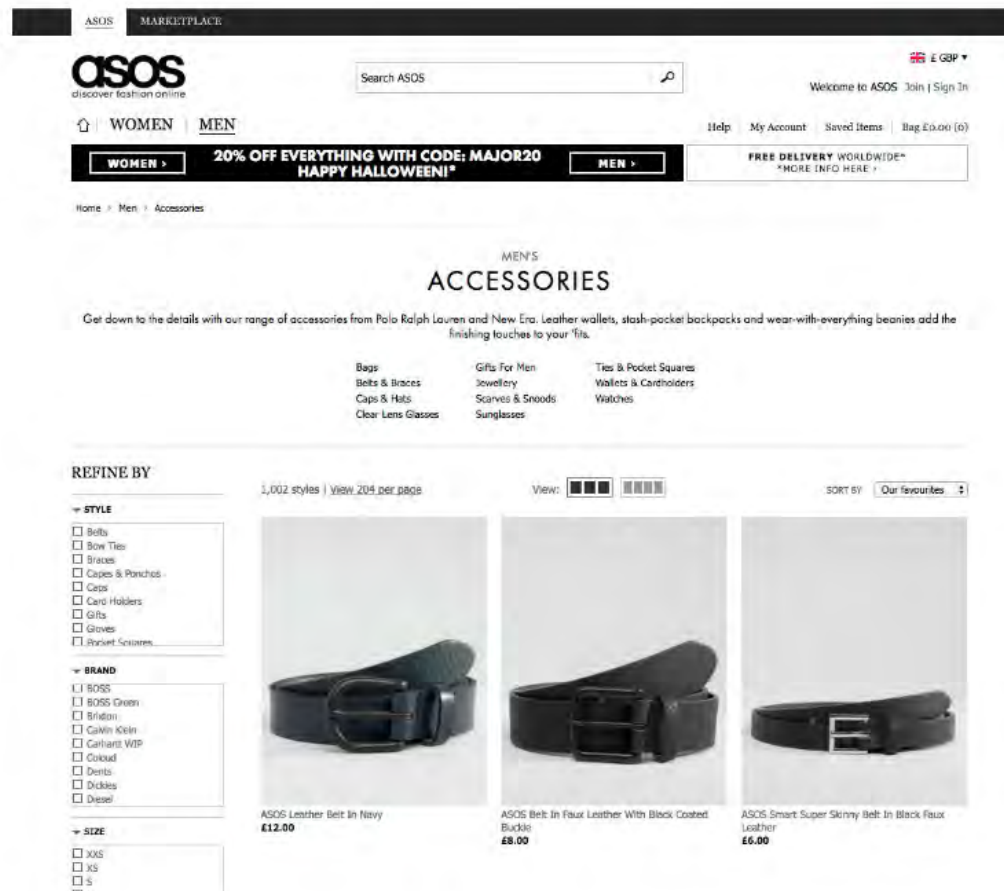 ASOS MARKETPLACE
asos
discover fashion online
Search ASOS
£ GBP
Welcome to ASOS Join | Sign In
WOMEN MEN
Help My Account Saved Items Bag £0.00 (0)
WOMEN >
20% OFF EVERYTHING WITH CODE: MAJOR20
HAPPY HALLOWEEN!*
MEN >
FREE DELIVERY WORLDWIDE*
*MORE INFO HERE >
Home > Men > Accessories
MEN'S
ACCESSORIES
Get down to the details with our range of accessories from Polo Ralph Lauren and New Era. Leather wallets, stash-pocket backpacks and wear-with-everything beanies add the
finishing touches to your 'fits.
Bags Gifts For Men Ties & Pocket Squares
Belts & Braces Jewellery Wallets & Cardholders
Caps & Hats Scarves & Snoods Watches
Clear Lens Glasses Sunglasses
REFINE BY
1,002 styles | View 204 per page
View:
SORT BY Our favourites
STYLE
Belts
Bow Ties
Braces
Capes & Ponchos
Caps
Card Holders
Gifts
Gloves
Pocket Squares
BRAND
BOSS
BOSS Green
Brixton
Calvin Klein
Carhartt WIP
Coloud
Dents
Dickies
Diesel
SIZE
XXS
XS
S
ASOS Leather Belt In Navy
£12.00
ASOS Belt In Faux Leather With Black Coated
Buckle
£8.00
ASOS Smart Super Skinny Belt In Black Faux
Leather
£6.00